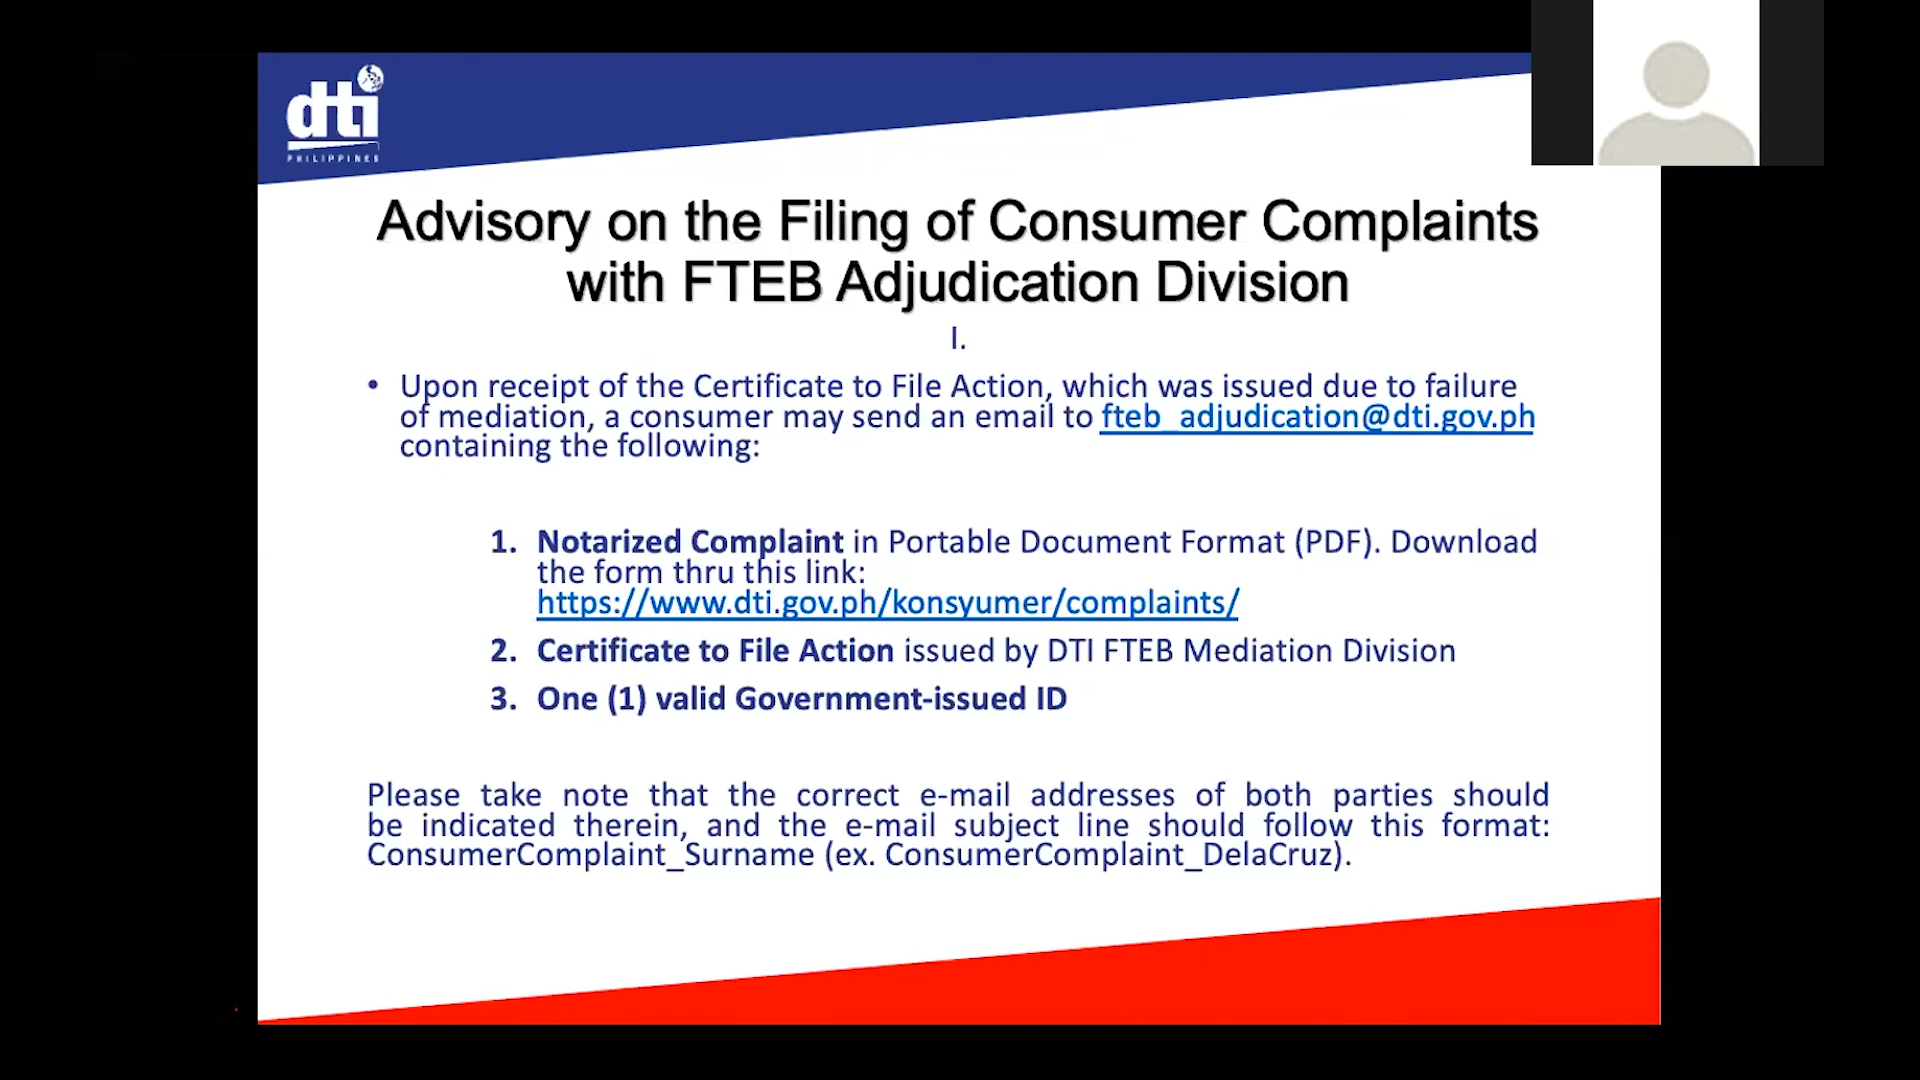 dti
PHILIPPINES
Advisory on the Filing of Consumer Complaints
with FTEB Adjudication Division
I.
• Upon receipt of the Certificate to File Action, which was issued due to failure
of mediation, a consumer may send an email to fteb_adjudication@dti.gov.ph
containing the following:
1. Notarized Complaint in Portable Document Format (PDF). Download
the form thru this link:
https://www.dti.gov.ph/konsyumer/complaints/
2. Certificate to File Action issued by DTI FTEB Mediation Division
3. One (1) valid Government-issued ID
Please take note that the correct e-mail addresses of both parties should
be indicated therein, and the e-mail subject line should follow this format:
ConsumerComplaint_Surname (ex. ConsumerComplaint_DelaCruz).